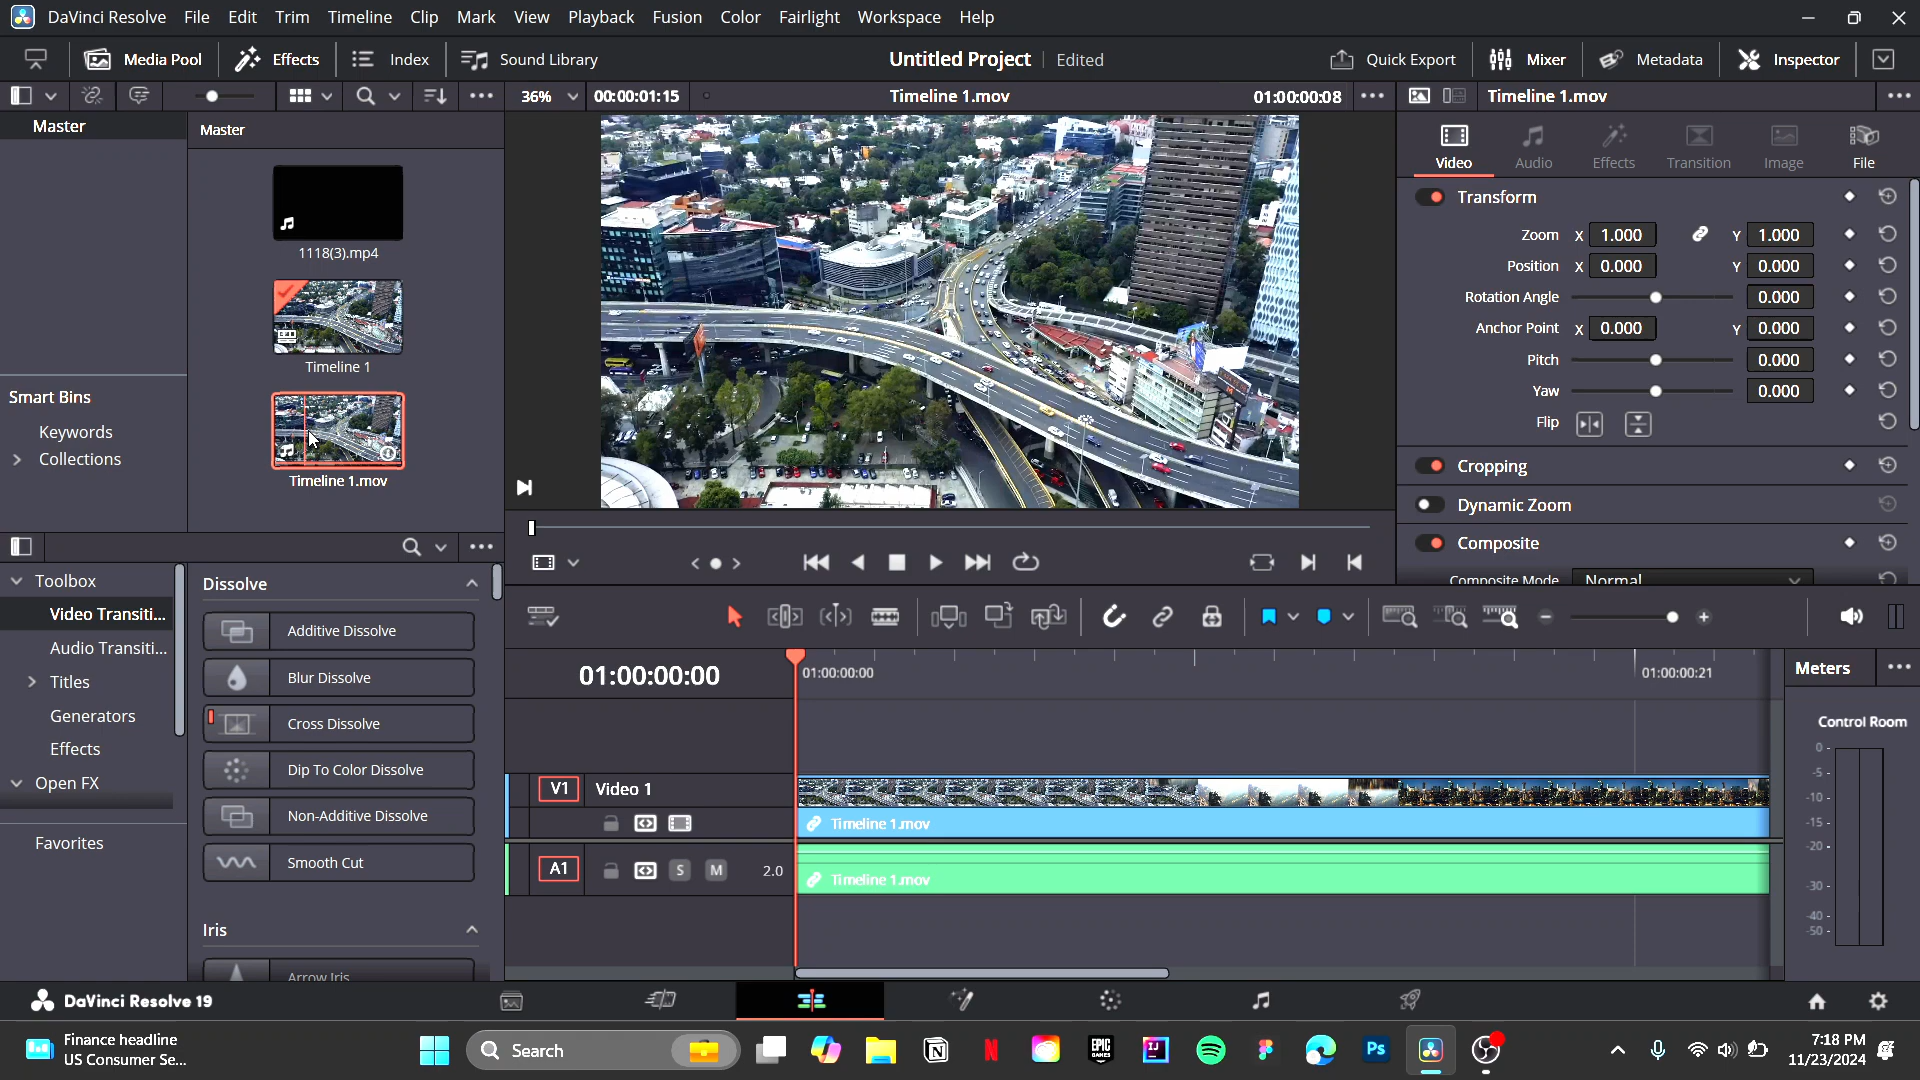 DaVinci Resolve File Edit Trim Timeline Clip Mark View Playback Fusion Color Fairlight Workspace Help
Media Pool Effects Index Sound Library Untitled Project Edited Quick Export Mixer Metadata Inspector
36% 00:00:01:15 Timeline 1.mov 01:00:00:08 Timeline 1.mov
Master
Master
1118(3).mp4
Timeline 1
Timeline 1.mov
Smart Bins
Keywords
Collections
Video Audio Effects Transition Image File
Transform
Zoom X 1.000 Y 1.000
Position X 0.000 Y 0.000
Rotation Angle 0.000
Anchor Point X 0.000 Y 0.000
Pitch 0.000
Yaw 0.000
Flip
Cropping
Dynamic Zoom
Composite
Composite Mode Normal
Toolbox
Video Transiti...
Audio Transiti...
Titles
Generators
Effects
Open FX
Favorites
Dissolve
Additive Dissolve
Blur Dissolve
Cross Dissolve
Dip To Color Dissolve
Non-Additive Dissolve
Smooth Cut
Iris
Arrow Iris
01:00:00:00 01:00:00:00 01:00:00:21
V1 Video 1
Timeline 1.mov
A1 S M 2.0
Timeline 1.mov
Meters
Control Room
0
-5
-10
-15
-20
-30
-40
-50
DaVinci Resolve 19
Finance headline
US Consumer Se...
Search
Ps
7:18 PM
11/23/2024